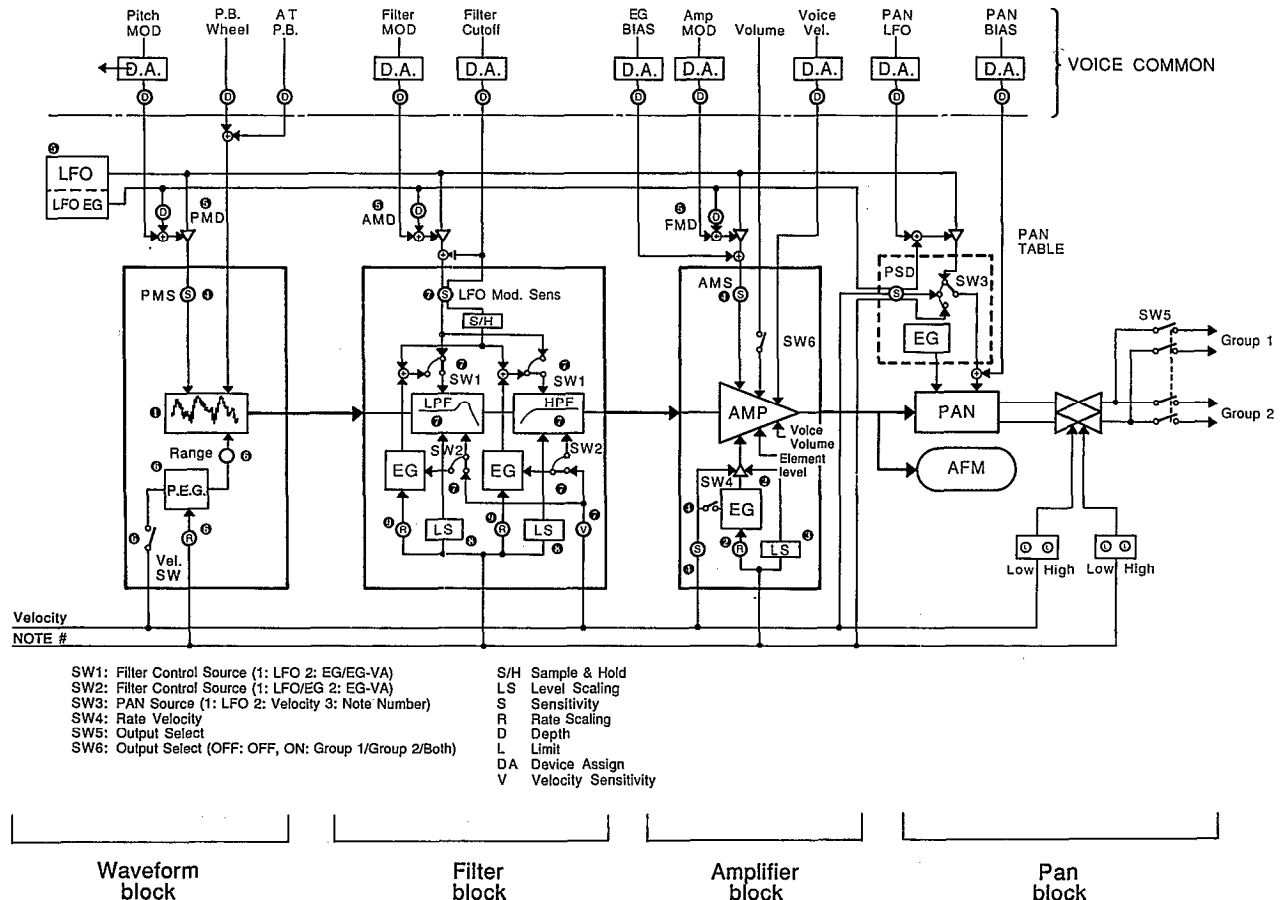 Pitch MOD
P.B. Wheel
A T P.B.
Filter MOD
Filter Cutoff
EG BIAS
Amp MOD
Volume
Voice Vel.
PAN LFO
PAN BIAS
D.A.
D.A.
D.A.
D.A.
D.A.
D.A.
D.A.
D.A.
VOICE COMMON
D
D
D
D
D
D
D
D
D
D
LFO
LFO EG
D
PMD
D
AMD
D
FMD
PAN TABLE
PMS
S
S
LFO Mod. Sens
S/H
AMS
S
PSD
S
SW3
EG
SW5
Group 1
Group 2
SW1
SW1
LPF
HPF
SW6
AMP
PAN
AFM
Range
P.E.G.
R
Vel. SW
EG
SW2
EG
SW2
R
LS
R
LS
V
Voice Volume
Element level
SW4
EG
S
R
LS
L L
Low High
L L
Low High
Velocity
NOTE #
SW1: Filter Control Source (1: LFO 2: EG/EG-VA)
SW2: Filter Control Source (1: LFO/EG 2: EG-VA)
SW3: PAN Source (1: LFO 2: Velocity 3: Note Number)
SW4: Rate Velocity
SW5: Output Select
SW6: Output Select (OFF: OFF, ON: Group 1/Group 2/Both)
S/H Sample & Hold
LS Level Scaling
S Sensitivity
R Rate Scaling
D Depth
L Limit
DA Device Assign
V Velocity Sensitivity
Waveform block
Filter block
Amplifier block
Pan block